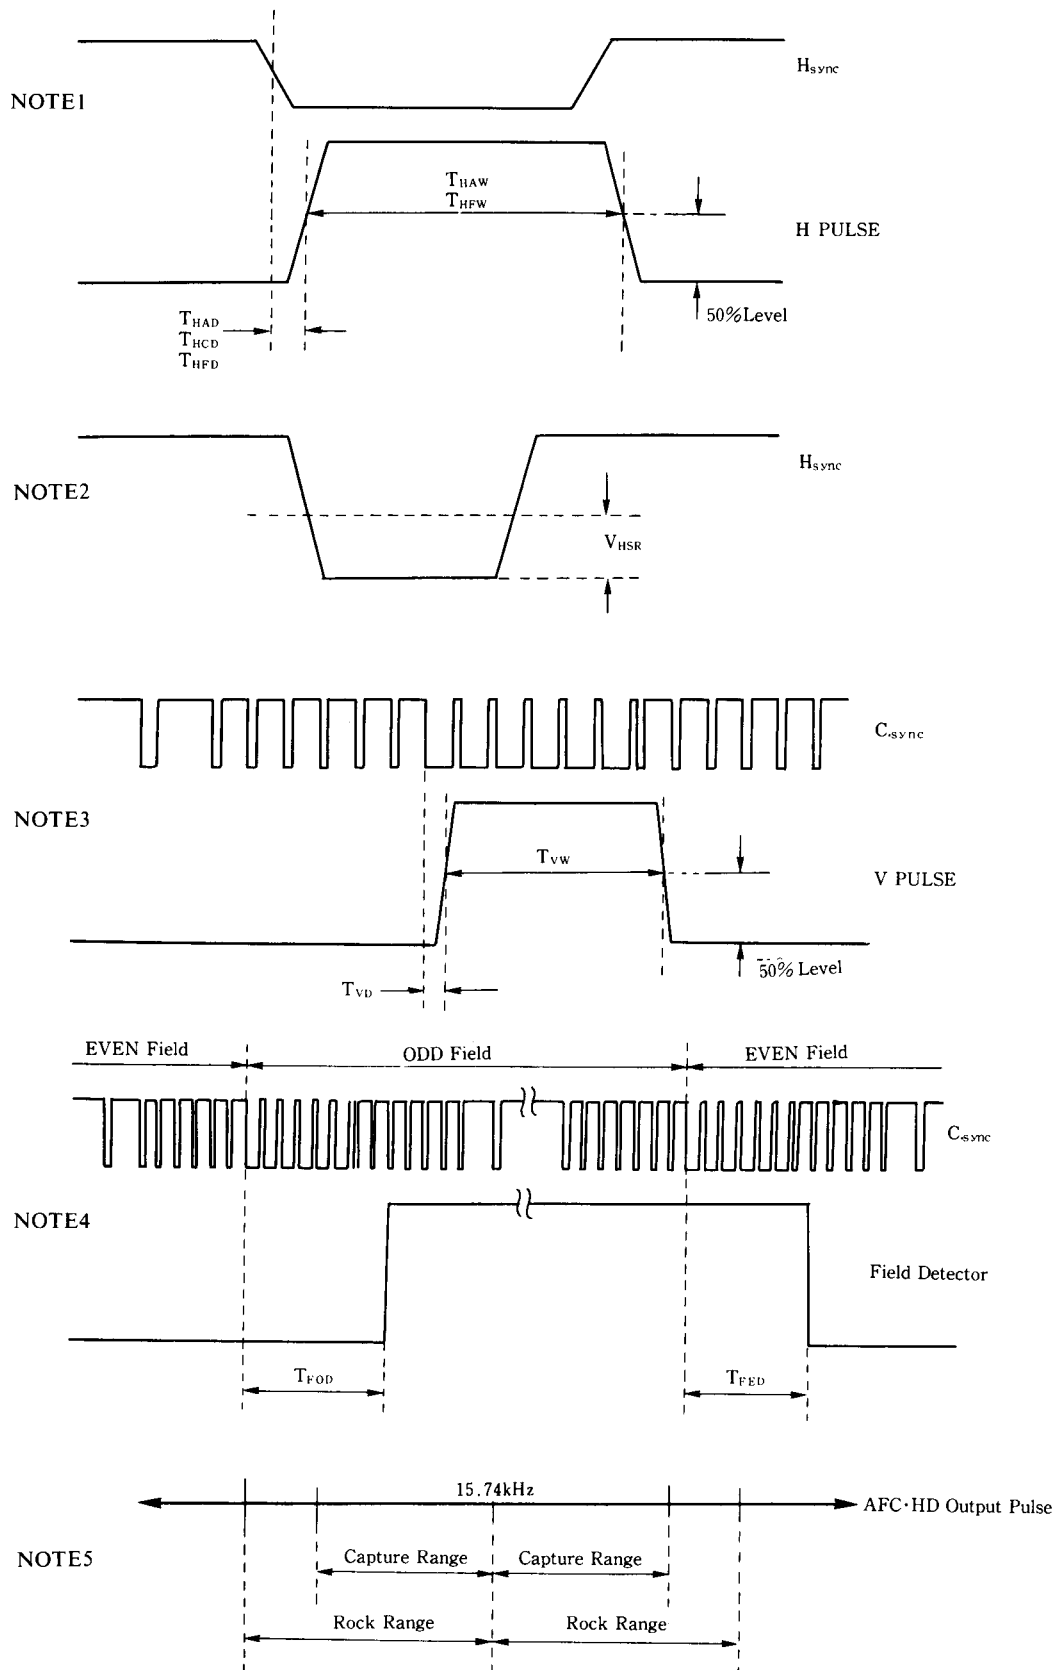 Hsync
NOTE1
THAW
THFW
H PULSE
50%Level
THAD
THCD
THFD
Hsync
NOTE2
VHSR
C.sync
NOTE3
TVW
V PULSE
50% Level
TVD
EVEN Field
ODD Field
EVEN Field
C.sync
NOTE4
Field Detector
TFOD
TFED
15.74kHz
AFC·HD Output Pulse
NOTE5
Capture Range
Capture Range
Rock Range
Rock Range